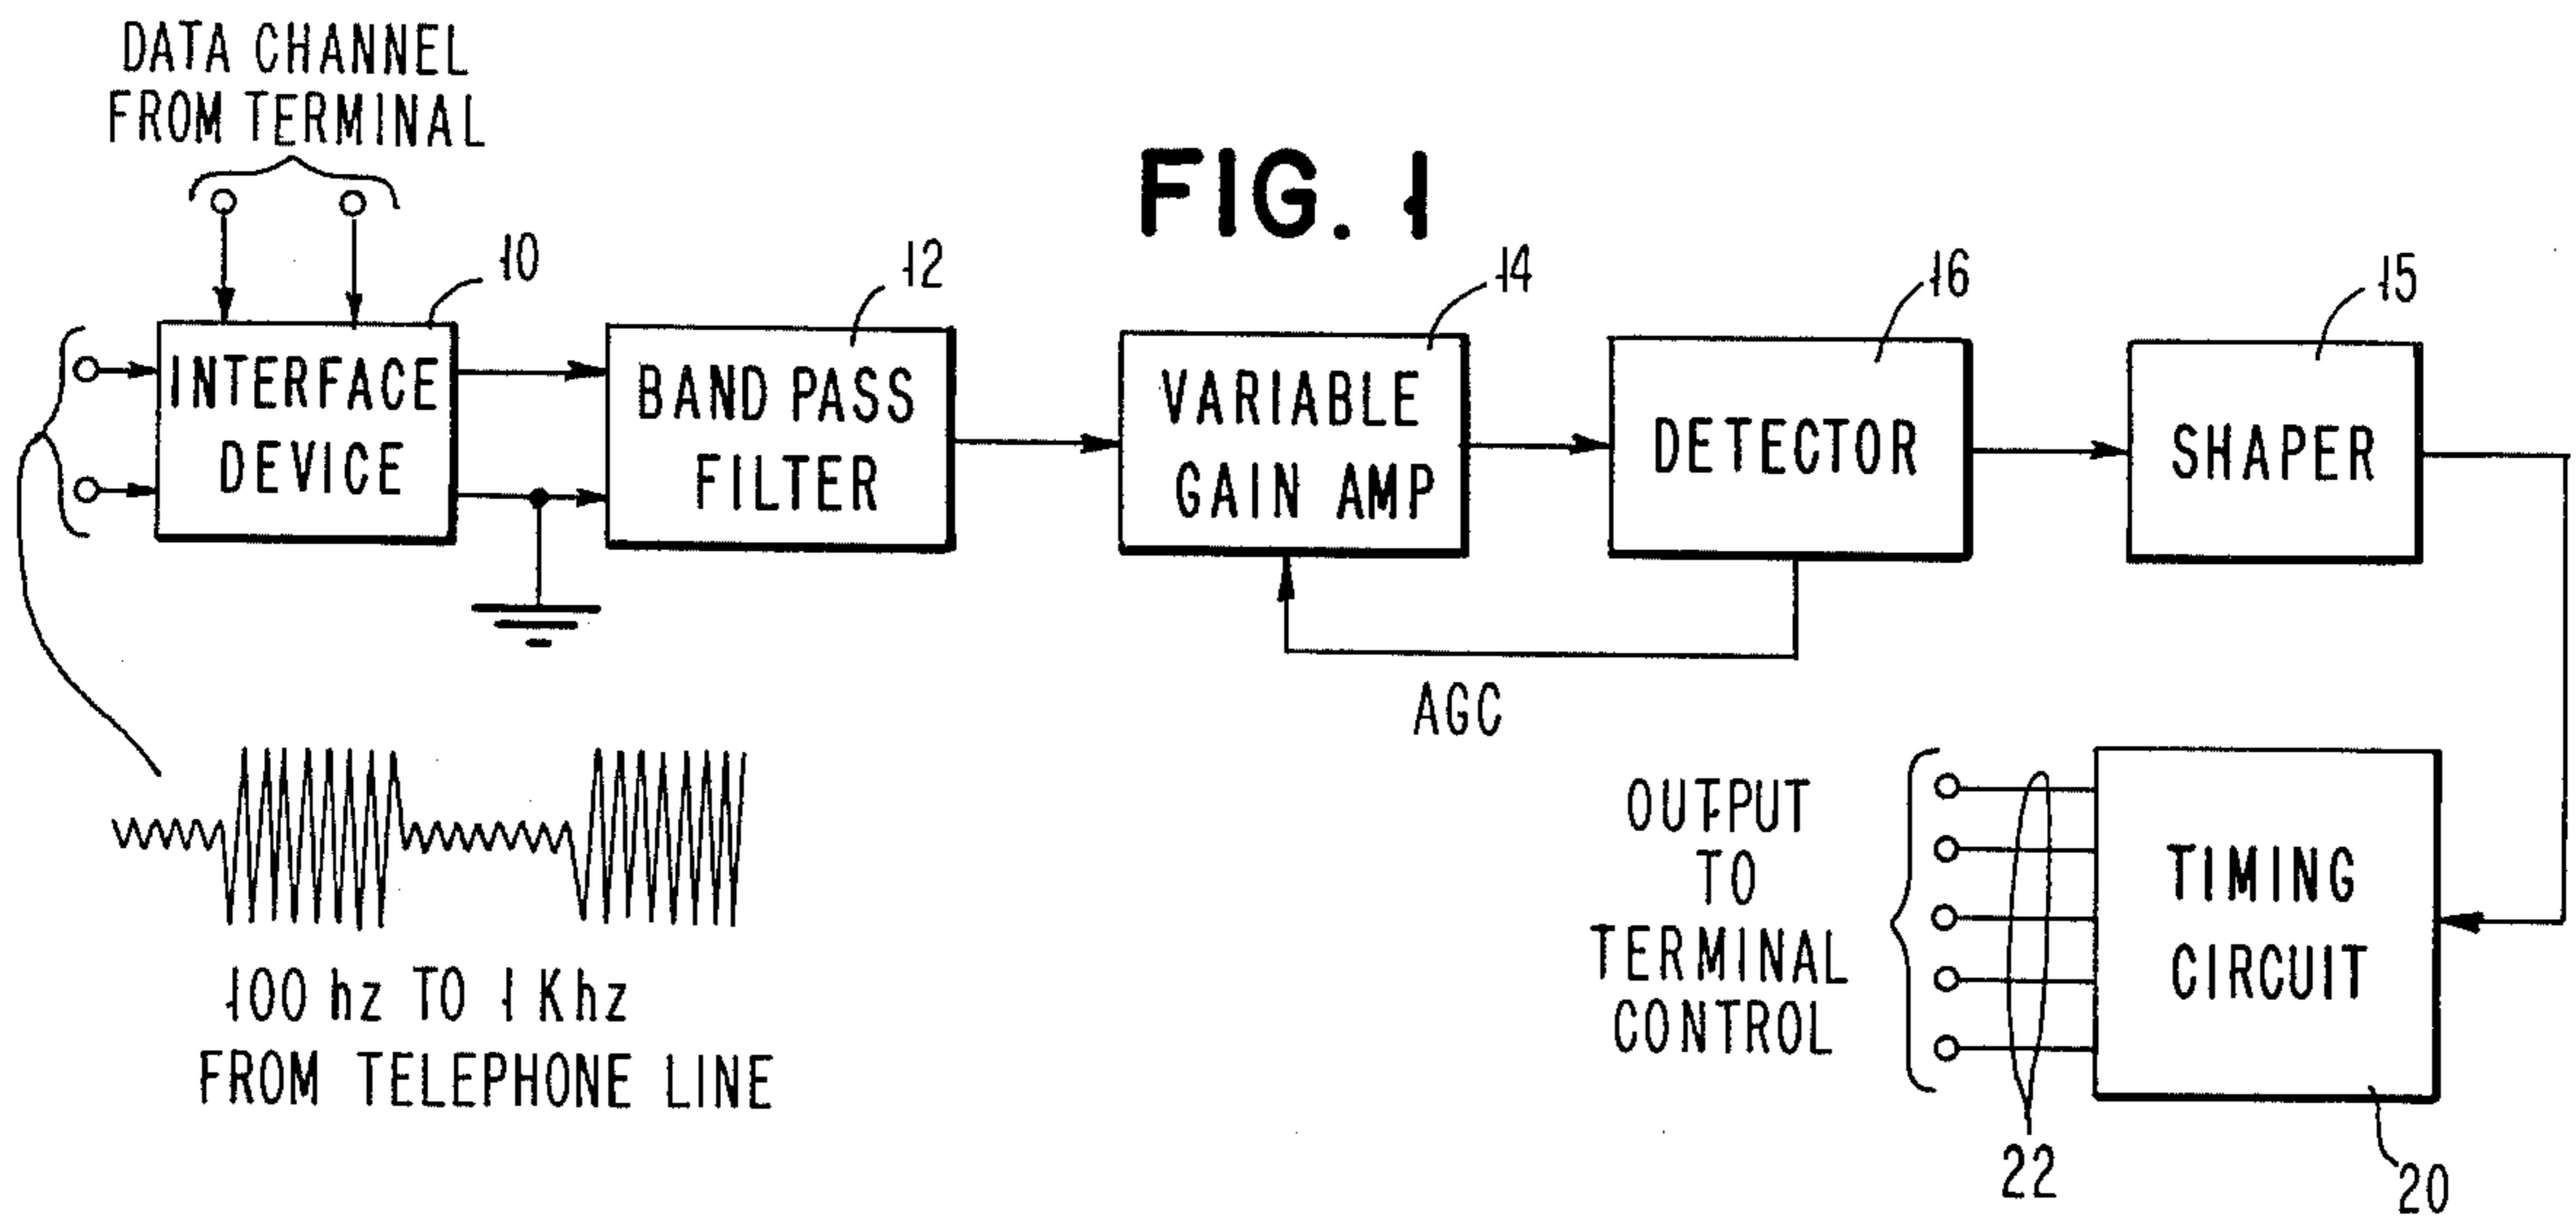 DATA CHANNEL
FROM TERMINAL
FIG. 1
10
12
14
16
15
INTERFACE
DEVICE
BAND PASS
FILTER
VARIABLE
GAIN AMP
DETECTOR
SHAPER
AGC
100 hz TO 1 Khz
FROM TELEPHONE LINE
OUTPUT
TO
TERMINAL
CONTROL
TIMING
CIRCUIT
22
20